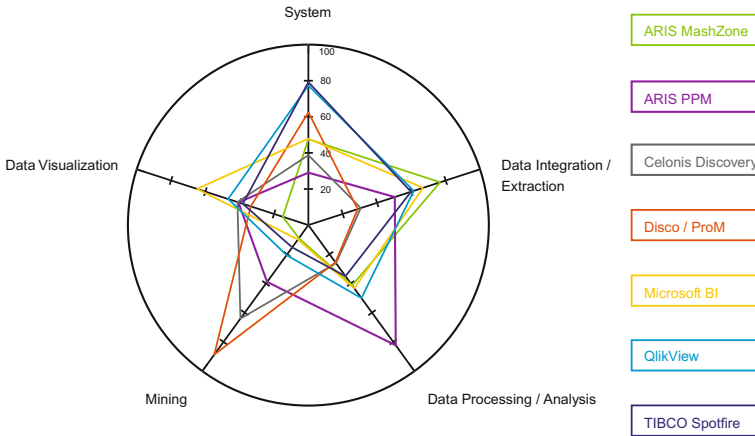 System
100
80
60
40
20
Data Visualization
Data Integration /
Extraction
Mining
Data Processing / Analysis
ARIS MashZone
ARIS PPM
Celonis Discovery
Disco / ProM
Microsoft BI
QlikView
TIBCO Spotfire